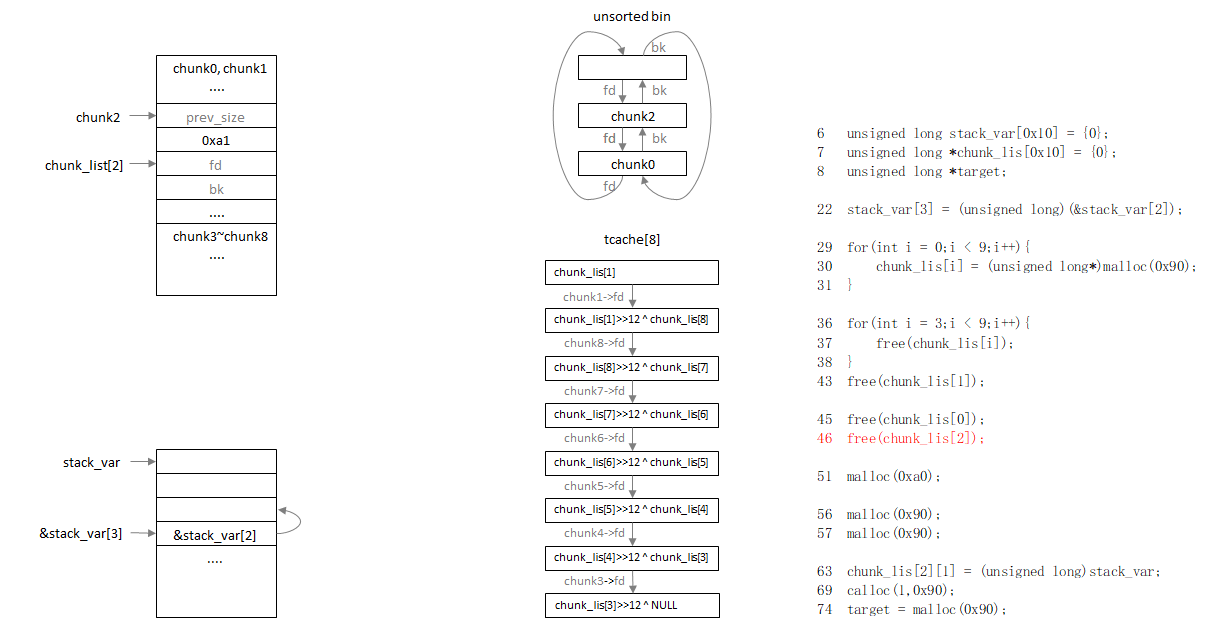 chunk0, chunk1
....
chunk2
prev_size
0xa1
chunk_list[2]
fd
bk
....
chunk3~chunk8
....
stack_var
&stack_var[3]
&stack_var[2]
....
unsorted bin
bk
fd
bk
chunk2
fd
bk
chunk0
fd
tcache[8]
chunk_lis[1]
chunk1->fd
chunk_lis[1]>>12 ^ chunk_lis[8]
chunk8->fd
chunk_lis[8]>>12 ^ chunk_lis[7]
chunk7->fd
chunk_lis[7]>>12 ^ chunk_lis[6]
chunk6->fd
chunk_lis[6]>>12 ^ chunk_lis[5]
chunk5->fd
chunk_lis[5]>>12 ^ chunk_lis[4]
chunk4->fd
chunk_lis[4]>>12 ^ chunk_lis[3]
chunk3->fd
chunk_lis[3]>>12 ^ NULL
6 unsigned long stack_var[0x10] = {0};
7 unsigned long *chunk_lis[0x10] = {0};
8 unsigned long *target;
22 stack_var[3] = (unsigned long)(&stack_var[2]);
29 for(int i = 0;i < 9;i++){
30 chunk_lis[i] = (unsigned long*)malloc(0x90);
31 }
36 for(int i = 3;i < 9;i++){
37 free(chunk_lis[i]);
38 }
43 free(chunk_lis[1]);
45 free(chunk_lis[0]);
46 free(chunk_lis[2]);
51 malloc(0xa0);
56 malloc(0x90);
57 malloc(0x90);
63 chunk_lis[2][1] = (unsigned long)stack_var;
69 calloc(1,0x90);
74 target = malloc(0x90);